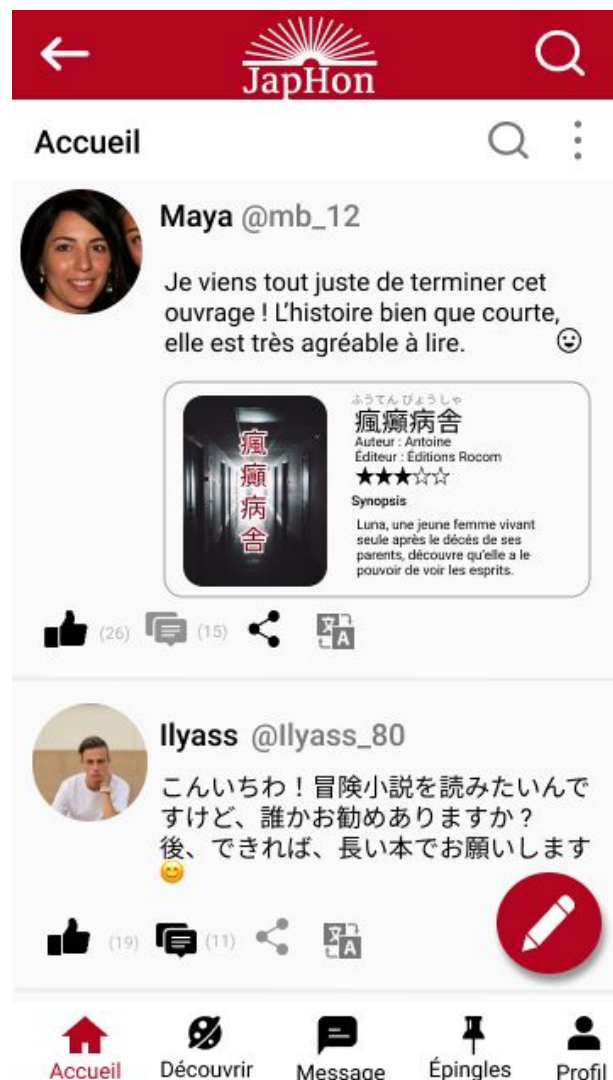 JapHon
Accueil
Maya @mb_12
Je viens tout juste de terminer cet
ouvrage ! L'histoire bien que courte,
elle est très agréable à lire.
瘋癲病舎
ふうてんびょうしゃ
瘋癲病舎
Auteur : Antoine
Éditeur : Éditions Rocom
★★★☆☆
Synopsis
Luna, une jeune femme vivant
seule après le décés de ses
parents, découvre qu'elle a le
pouvoir de voir les esprits.
(26) (15)
Ilyass @Ilyass_80
こんいちわ！冒険小説を読みたいんで
すけど、誰かお勧めありますか？
後、できれば、長い本でお願いします
😊
(19) (11)
Accueil Découvrir Message Épingles Profil